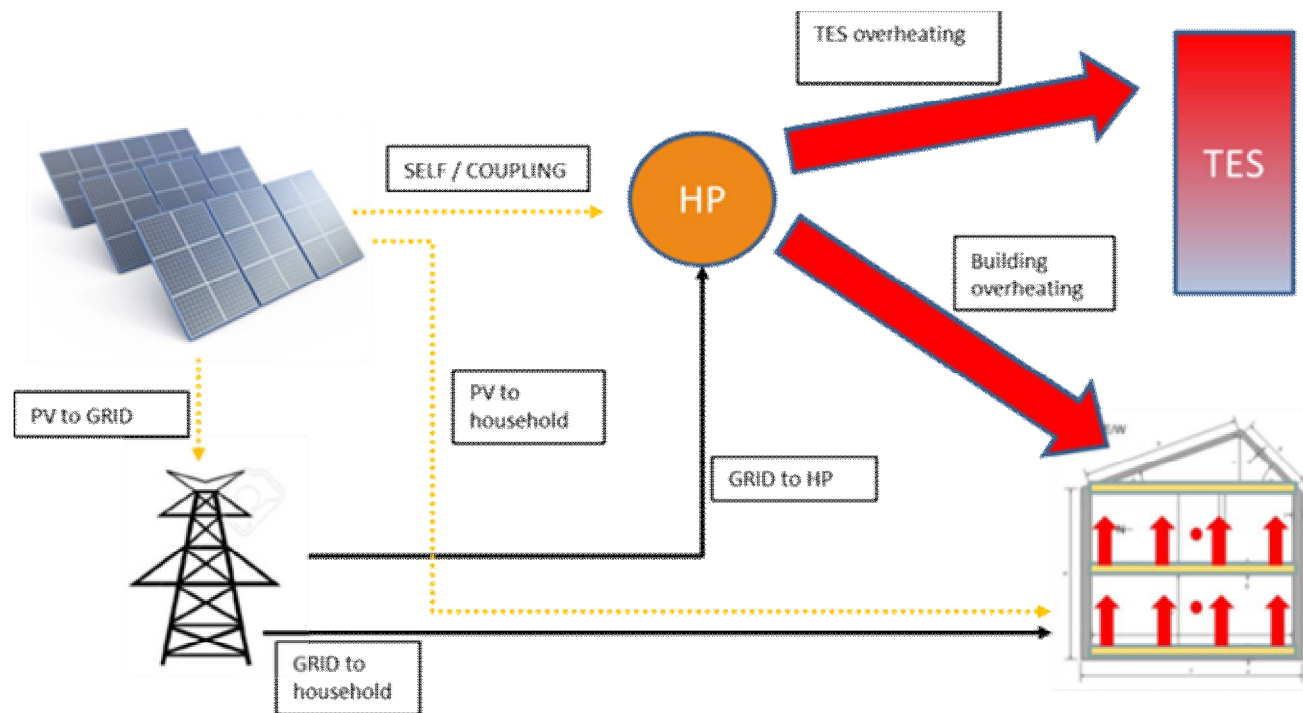 TES overheating
TES
SELF / COUPLING
HP
Building
overheating
PV to GRID
PV to
household
GRID to HP
GRID to
household